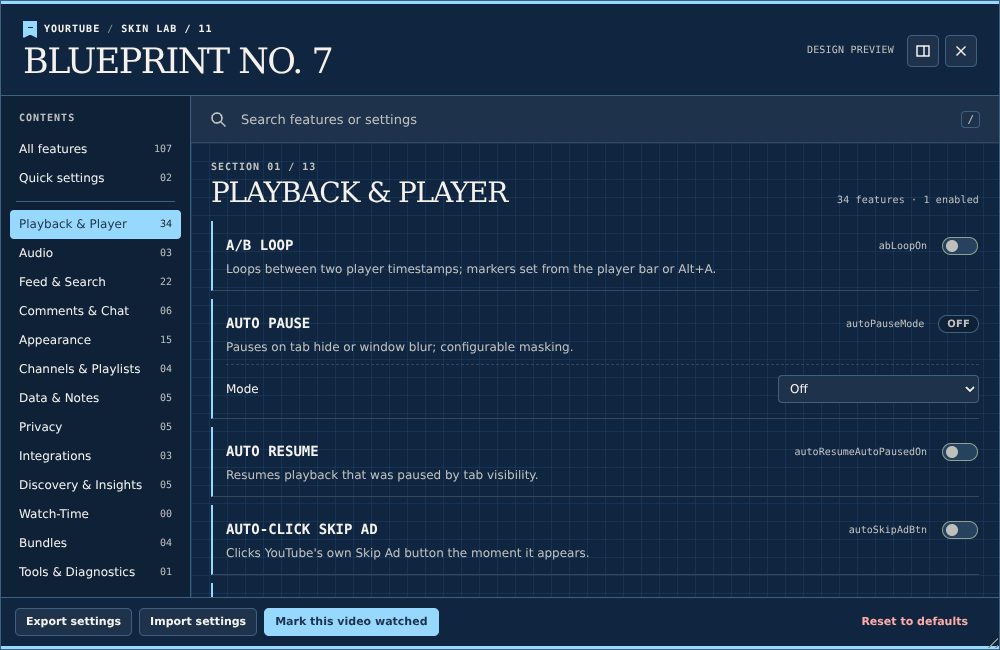 YOURTUBE / SKIN LAB / 11
BLUEPRINT NO. 7
DESIGN PREVIEW
CONTENTS
All features 107
Quick settings 02
Playback & Player 34
Audio 03
Feed & Search 22
Comments & Chat 06
Appearance 15
Channels & Playlists 04
Data & Notes 05
Privacy 05
Integrations 03
Discovery & Insights 05
Watch-Time 00
Bundles 04
Tools & Diagnostics 01
Search features or settings /
SECTION 01 / 13
PLAYBACK & PLAYER
34 features · 1 enabled
A/B LOOP abLoopOn
Loops between two player timestamps; markers set from the player bar or Alt+A.
AUTO PAUSE autoPauseMode OFF
Pauses on tab hide or window blur; configurable masking.
Mode Off
AUTO RESUME autoResumeAutoPausedOn
Resumes playback that was paused by tab visibility.
AUTO-CLICK SKIP AD autoSkipAdBtn
Clicks YouTube's own Skip Ad button the moment it appears.
Export settings Import settings Mark this video watched Reset to defaults